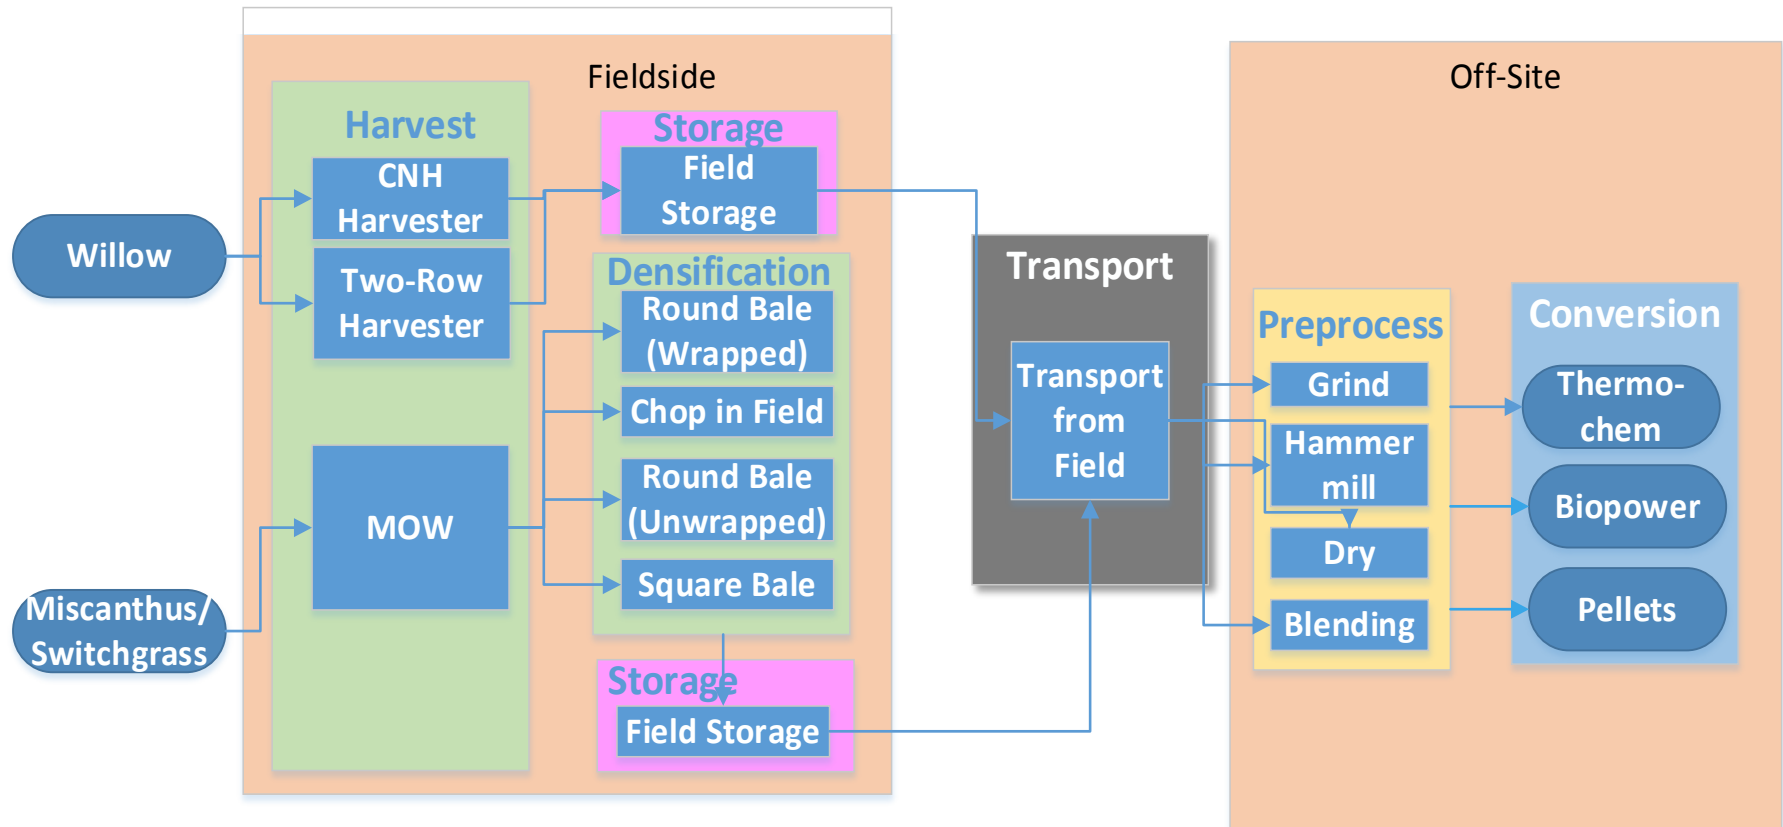 Fieldside
Off-Site
Harvest
Storage
CNH
Harvester
Field
Storage
Willow
Two-Row
Harvester
Densification
Round Bale
(Wrapped)
Chop in Field
Round Bale
(Unwrapped)
Square Bale
MOW
Miscanthus/
Switchgrass
Storage
Field Storage
Transport
Transport
from
Field
Preprocess
Grind
Hammer
mill
Dry
Blending
Conversion
Thermo-
chem
Biopower
Pellets